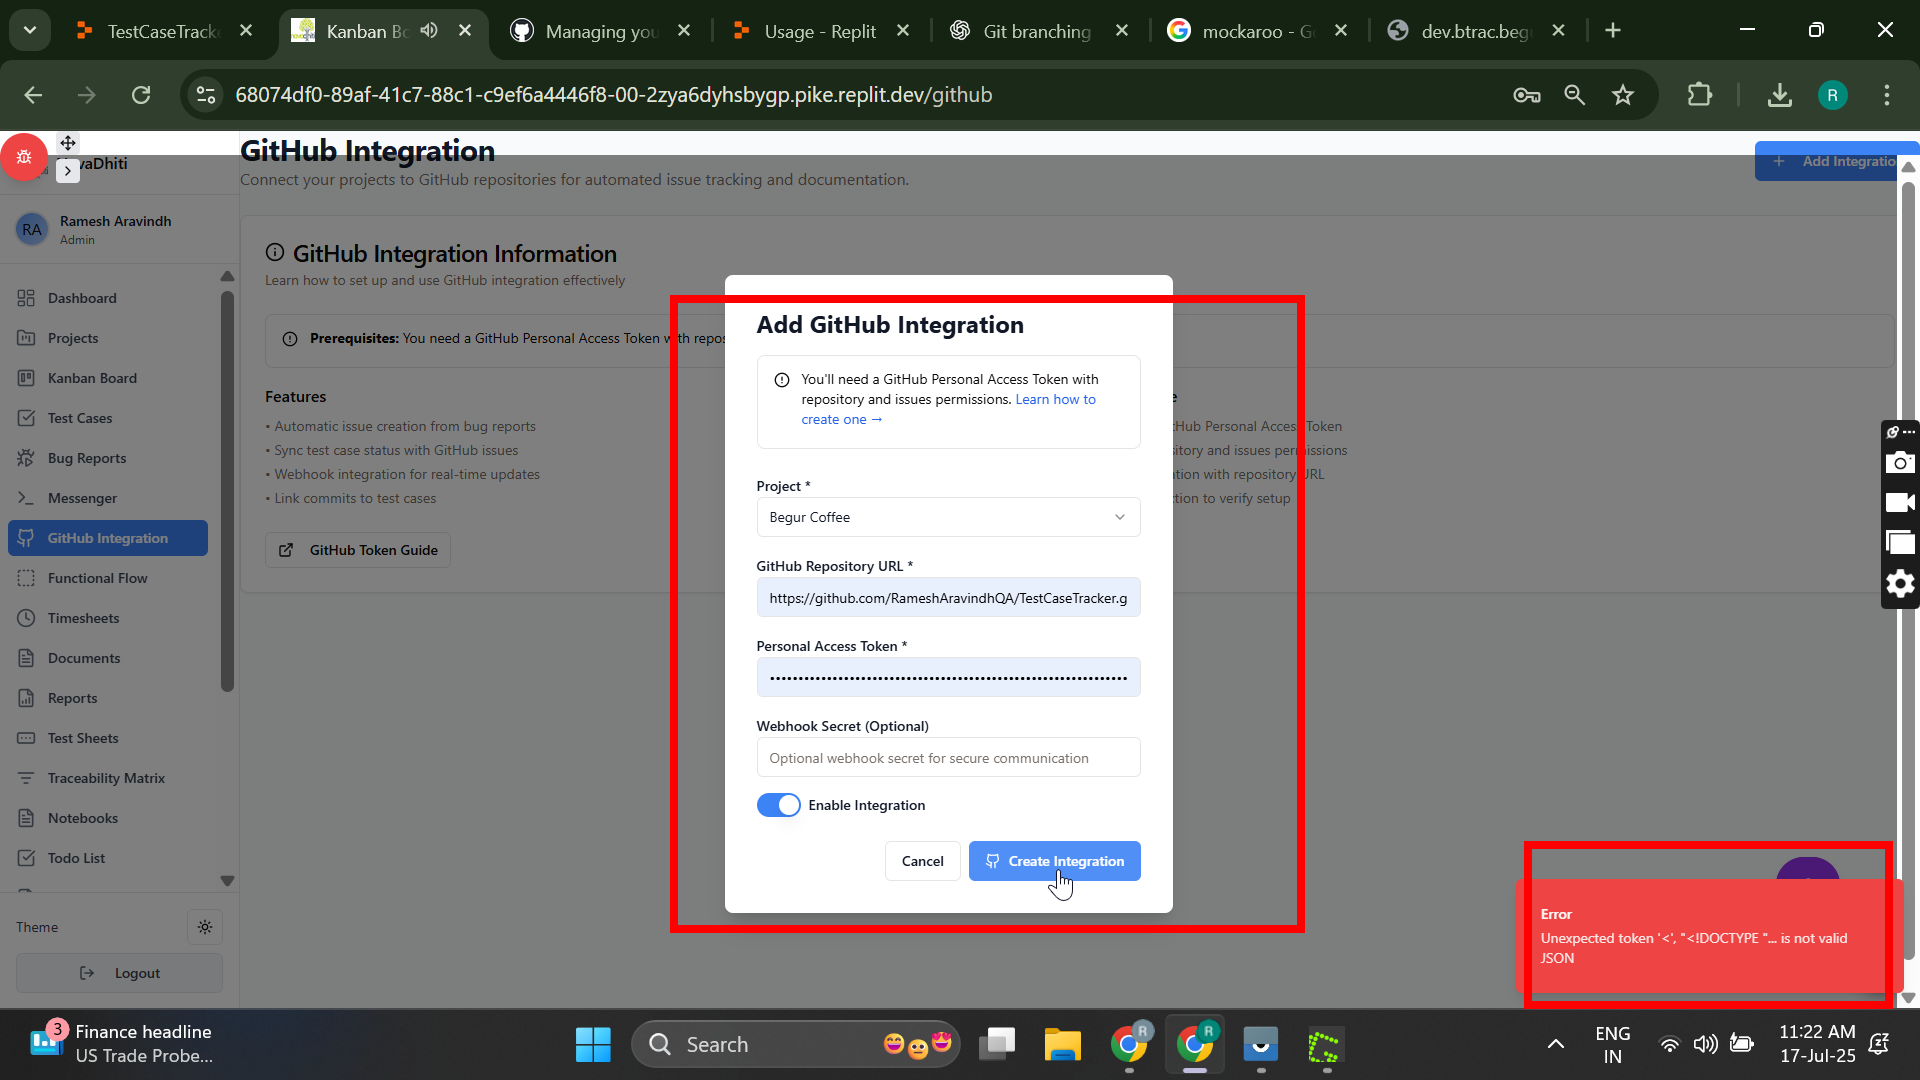 TestCaseTrack
Kanban Bo
Managing you
Usage - Replit
Git branching
mockaroo - Go
dev.btrac.beg
68074df0-89af-41c7-88c1-c9ef6a4446f8-00-2zya6dyhsbygp.pike.replit.dev/github
R
vaDhiti
GitHub Integration
Connect your projects to GitHub repositories for automated issue tracking and documentation.
+ Add Integratio
RA
Ramesh Aravindh
Admin
Dashboard
Projects
Kanban Board
Test Cases
Bug Reports
Messenger
GitHub Integration
Functional Flow
Timesheets
Documents
Reports
Test Sheets
Traceability Matrix
Notebooks
Todo List
Theme
Logout
GitHub Integration Information
Learn how to set up and use GitHub integration effectively
Prerequisites: You need a GitHub Personal Access Token with repos
Features
• Automatic issue creation from bug reports
• Sync test case status with GitHub issues
• Webhook integration for real-time updates
• Link commits to test cases
GitHub Token Guide
e
tHub Personal Access Token
sitory and issues permissions
ation with repository URL
ction to verify setup
Add GitHub Integration
You'll need a GitHub Personal Access Token with
repository and issues permissions. Learn how to
create one →
Project *
Begur Coffee
GitHub Repository URL *
https://github.com/RameshAravindhQA/TestCaseTracker.g
Personal Access Token *
Webhook Secret (Optional)
Optional webhook secret for secure communication
Enable Integration
Cancel
Create Integration
Error
Unexpected token '<', "<!DOCTYPE "... is not valid
JSON
3
Finance headline
US Trade Probe...
Search
R
R
ENG
IN
11:22 AM
17-Jul-25